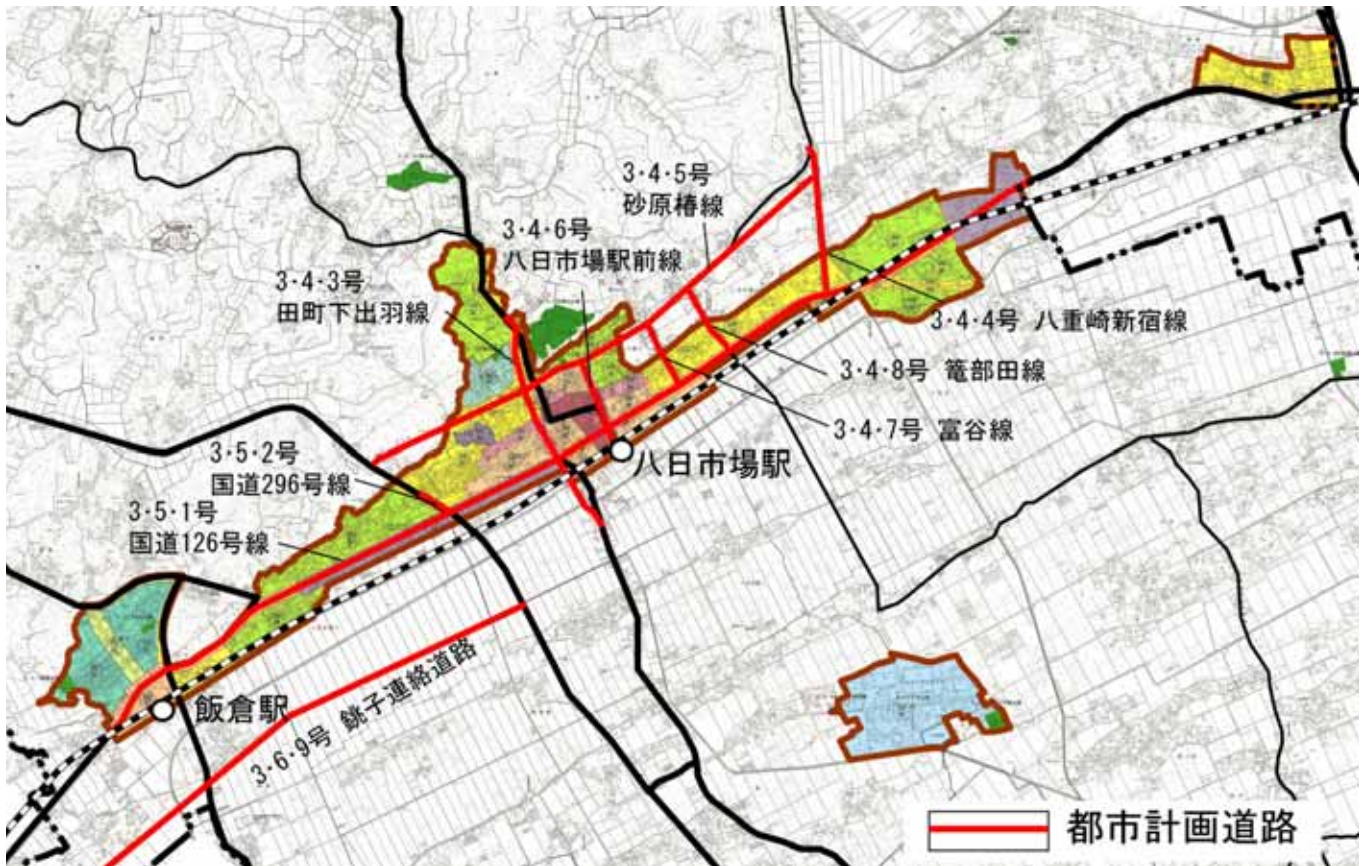 3・4・5号
砂原椿線
3・4・6号
八日市場駅前線
3・4・3号
田町下出羽線
3・4・4号 八重崎新宿線
3・4・8号 篭部田線
3・4・7号 富谷線
八日市場駅
3・5・2号
国道296号線
3・5・1号
国道126号線
飯倉駅
3・6・9号 銚子連絡道路
都市計画道路